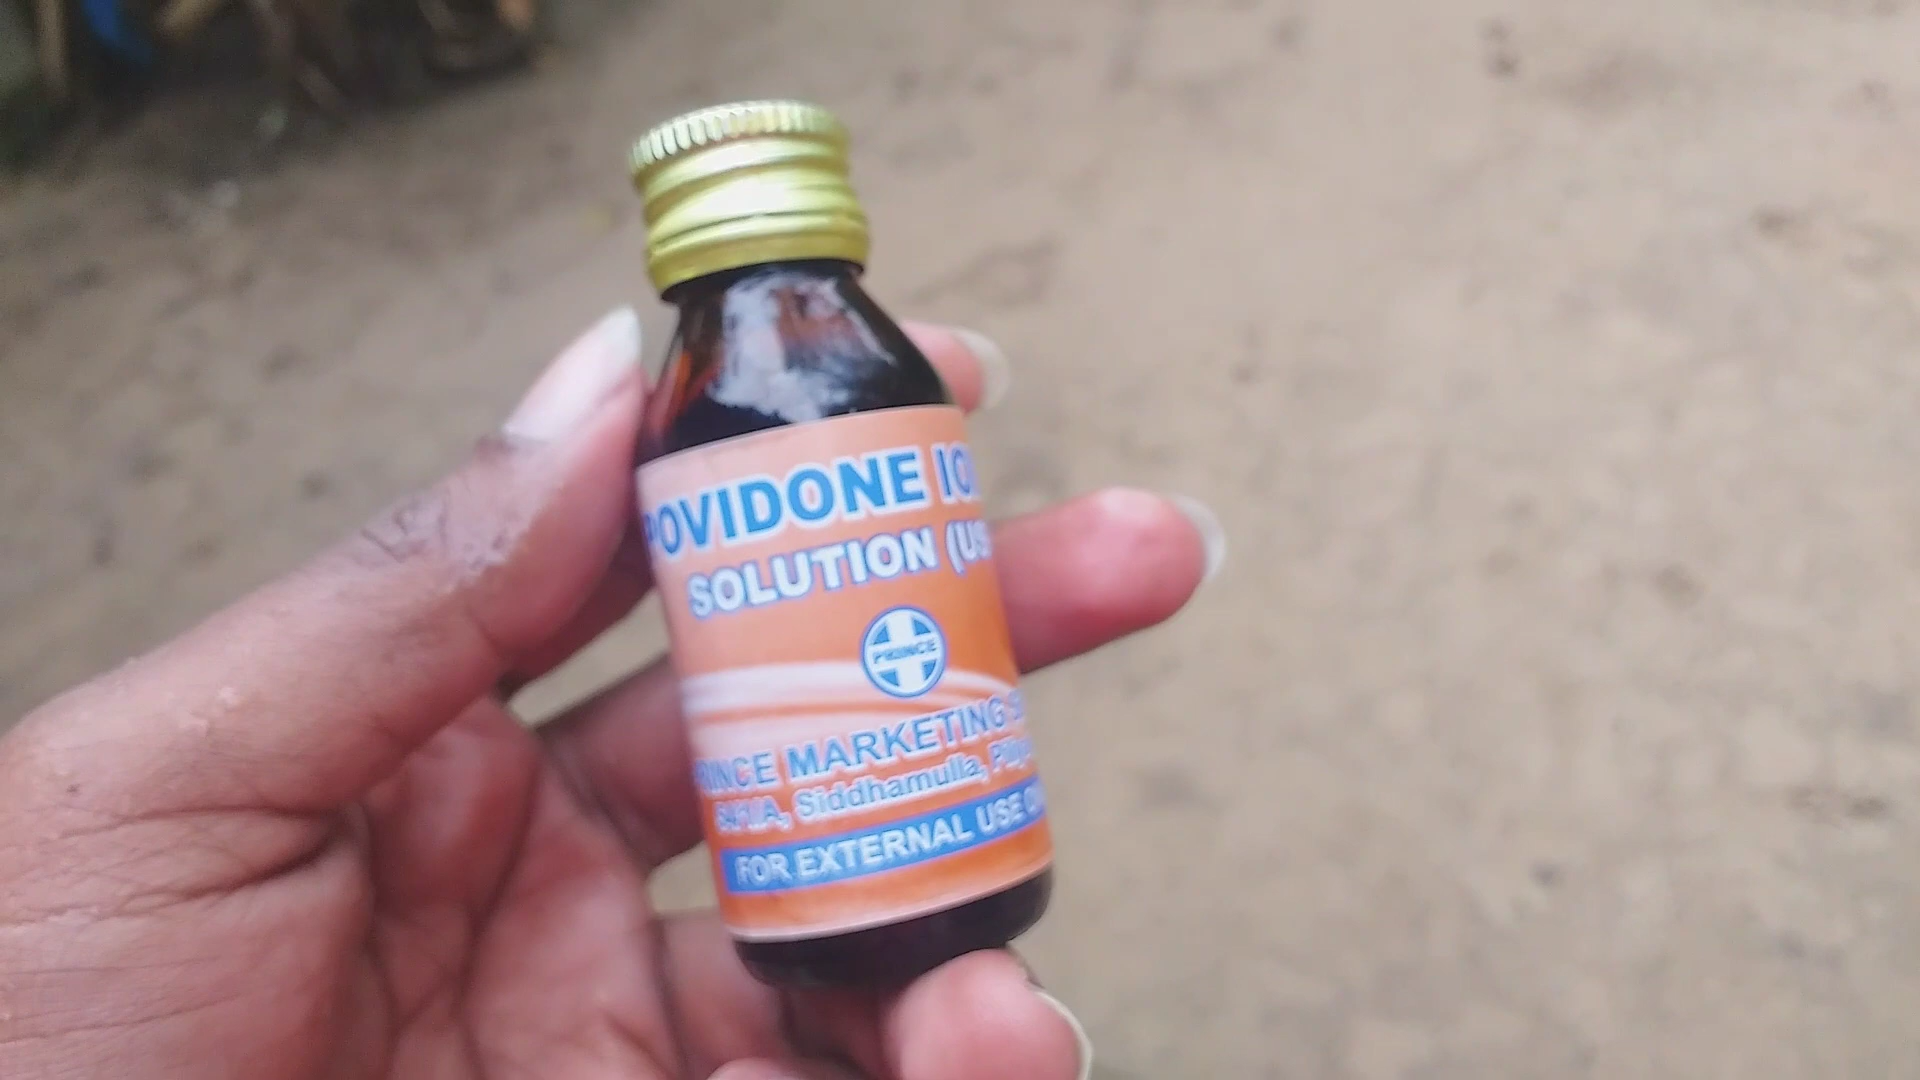 POVIDONE IO
SOLUTION (US
PRINCE
PRINCE MARKETING
Siddhamulla,
FOR EXTERNAL USE